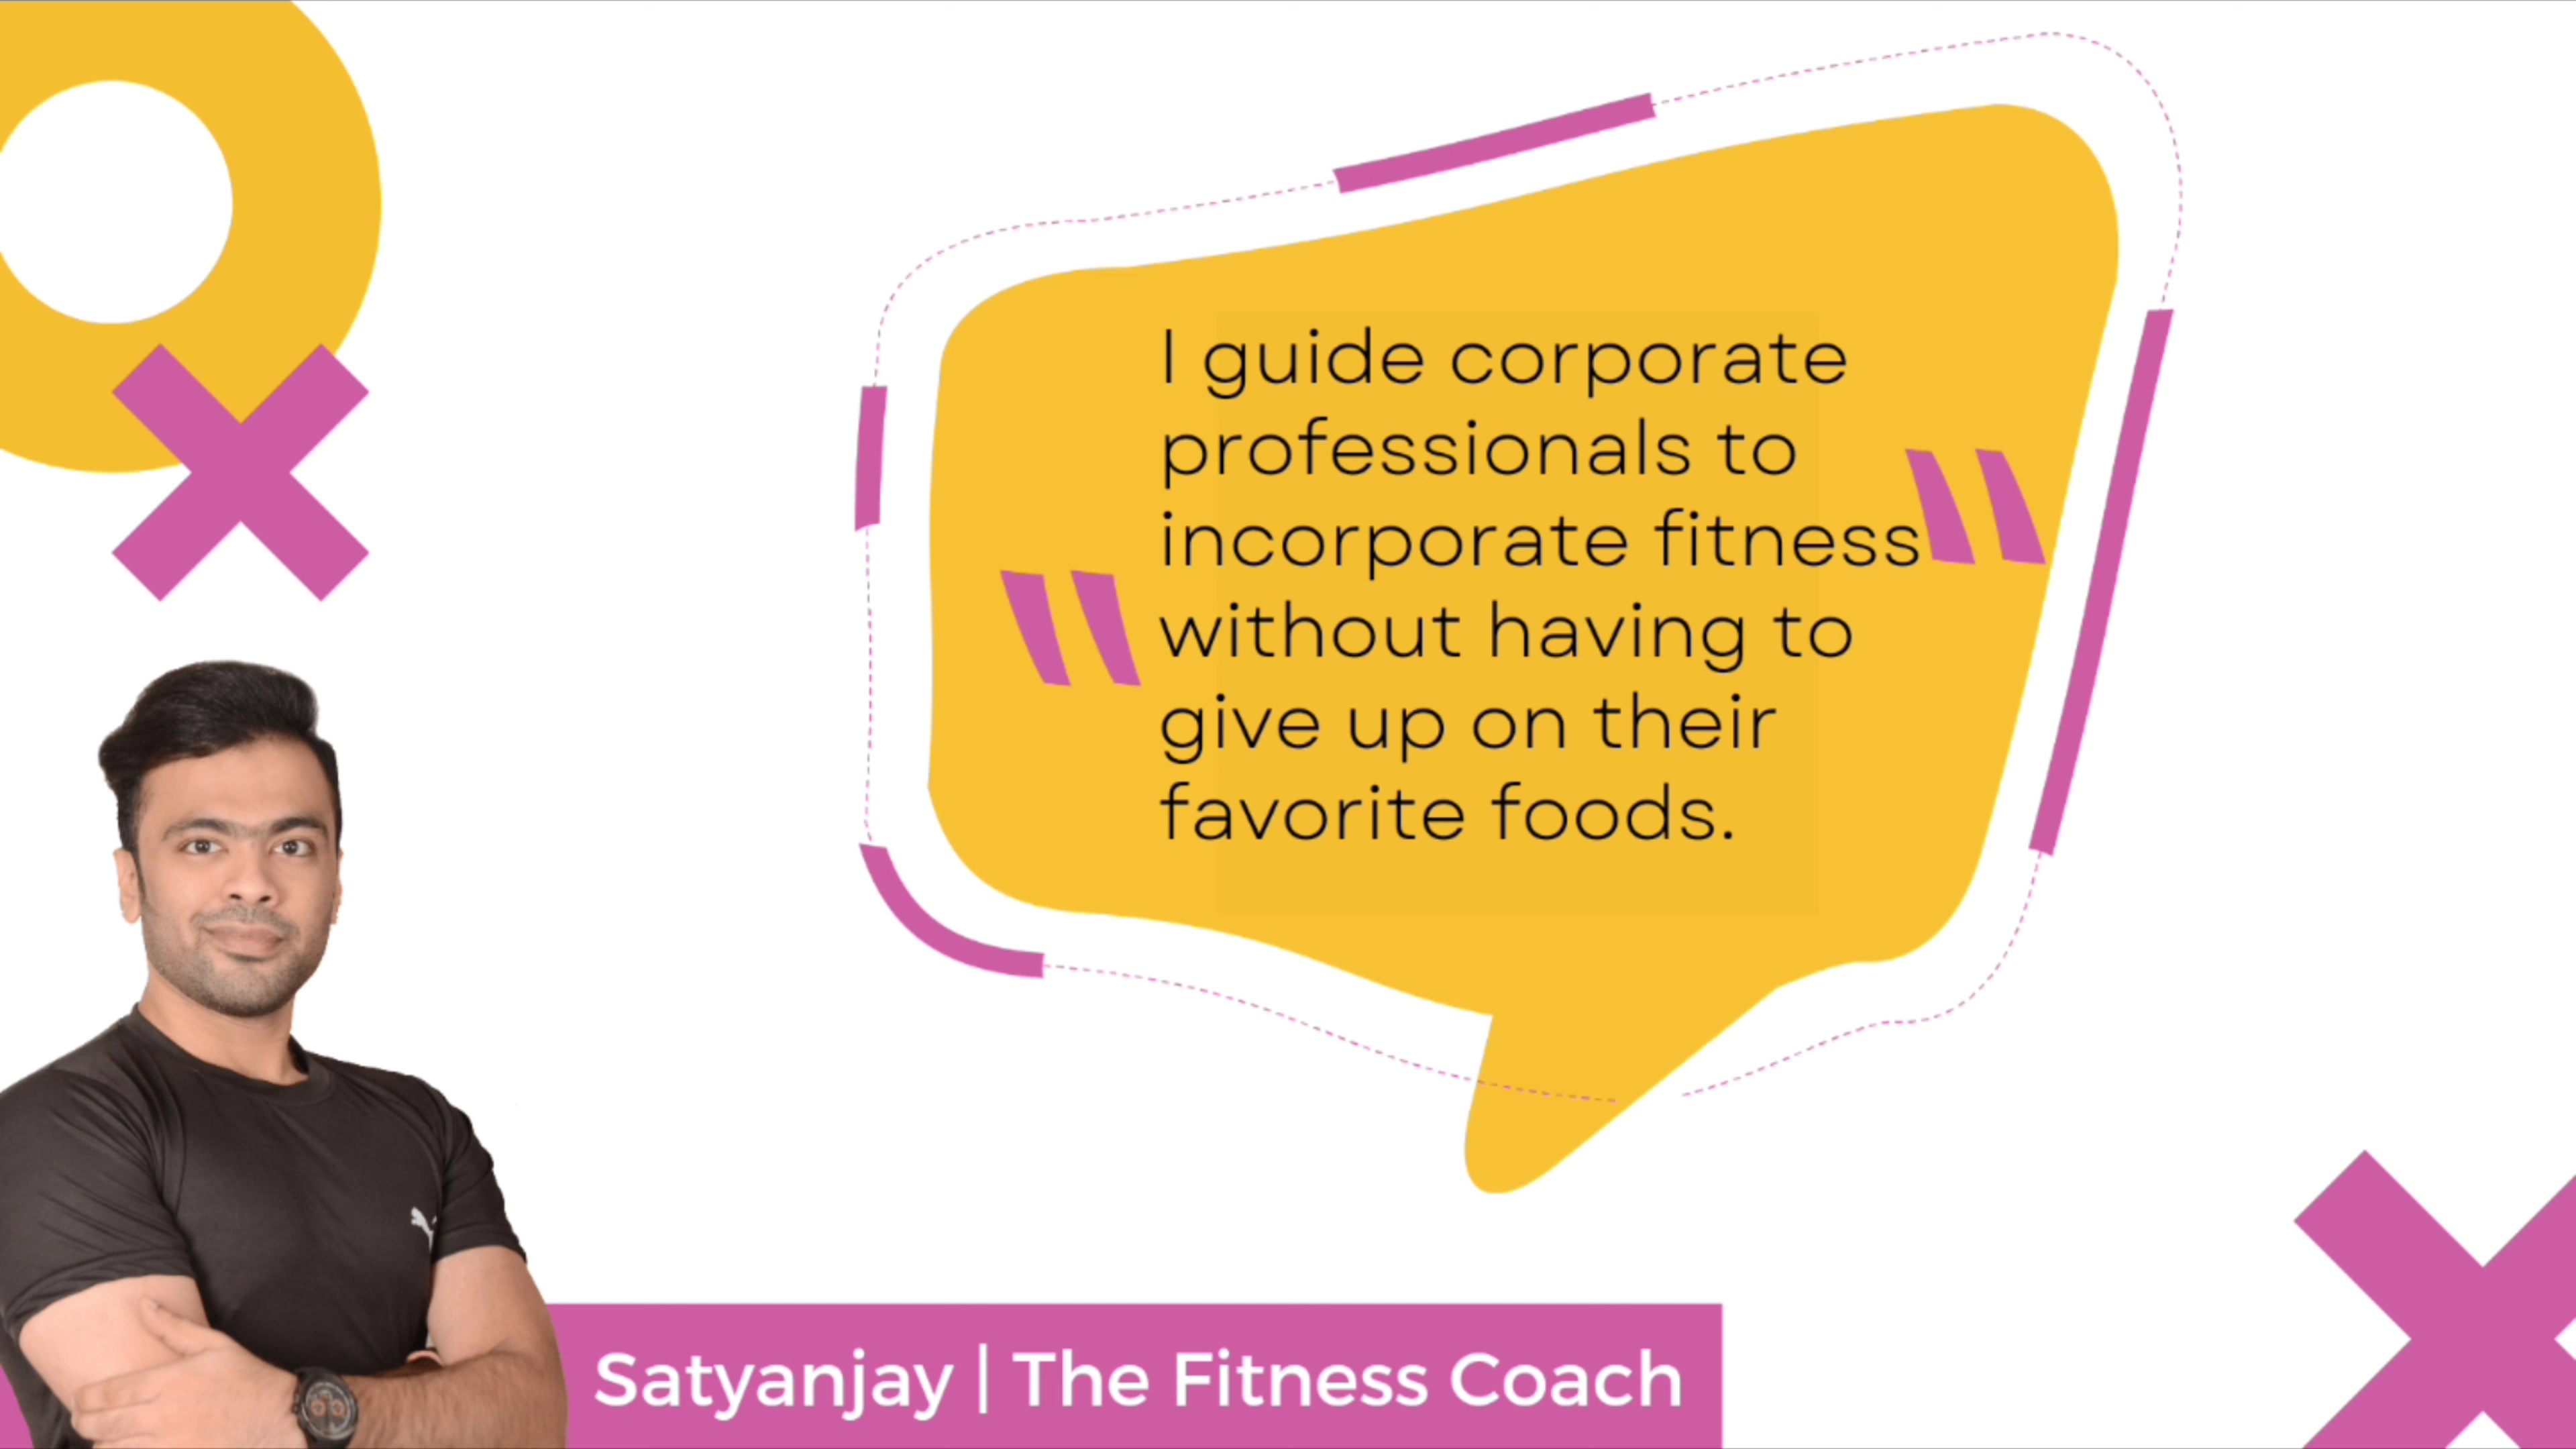 I guide corporate
professionals to
incorporate fitness
without having to
give up on their
favorite foods.
Satyanjay | The Fitness Coach